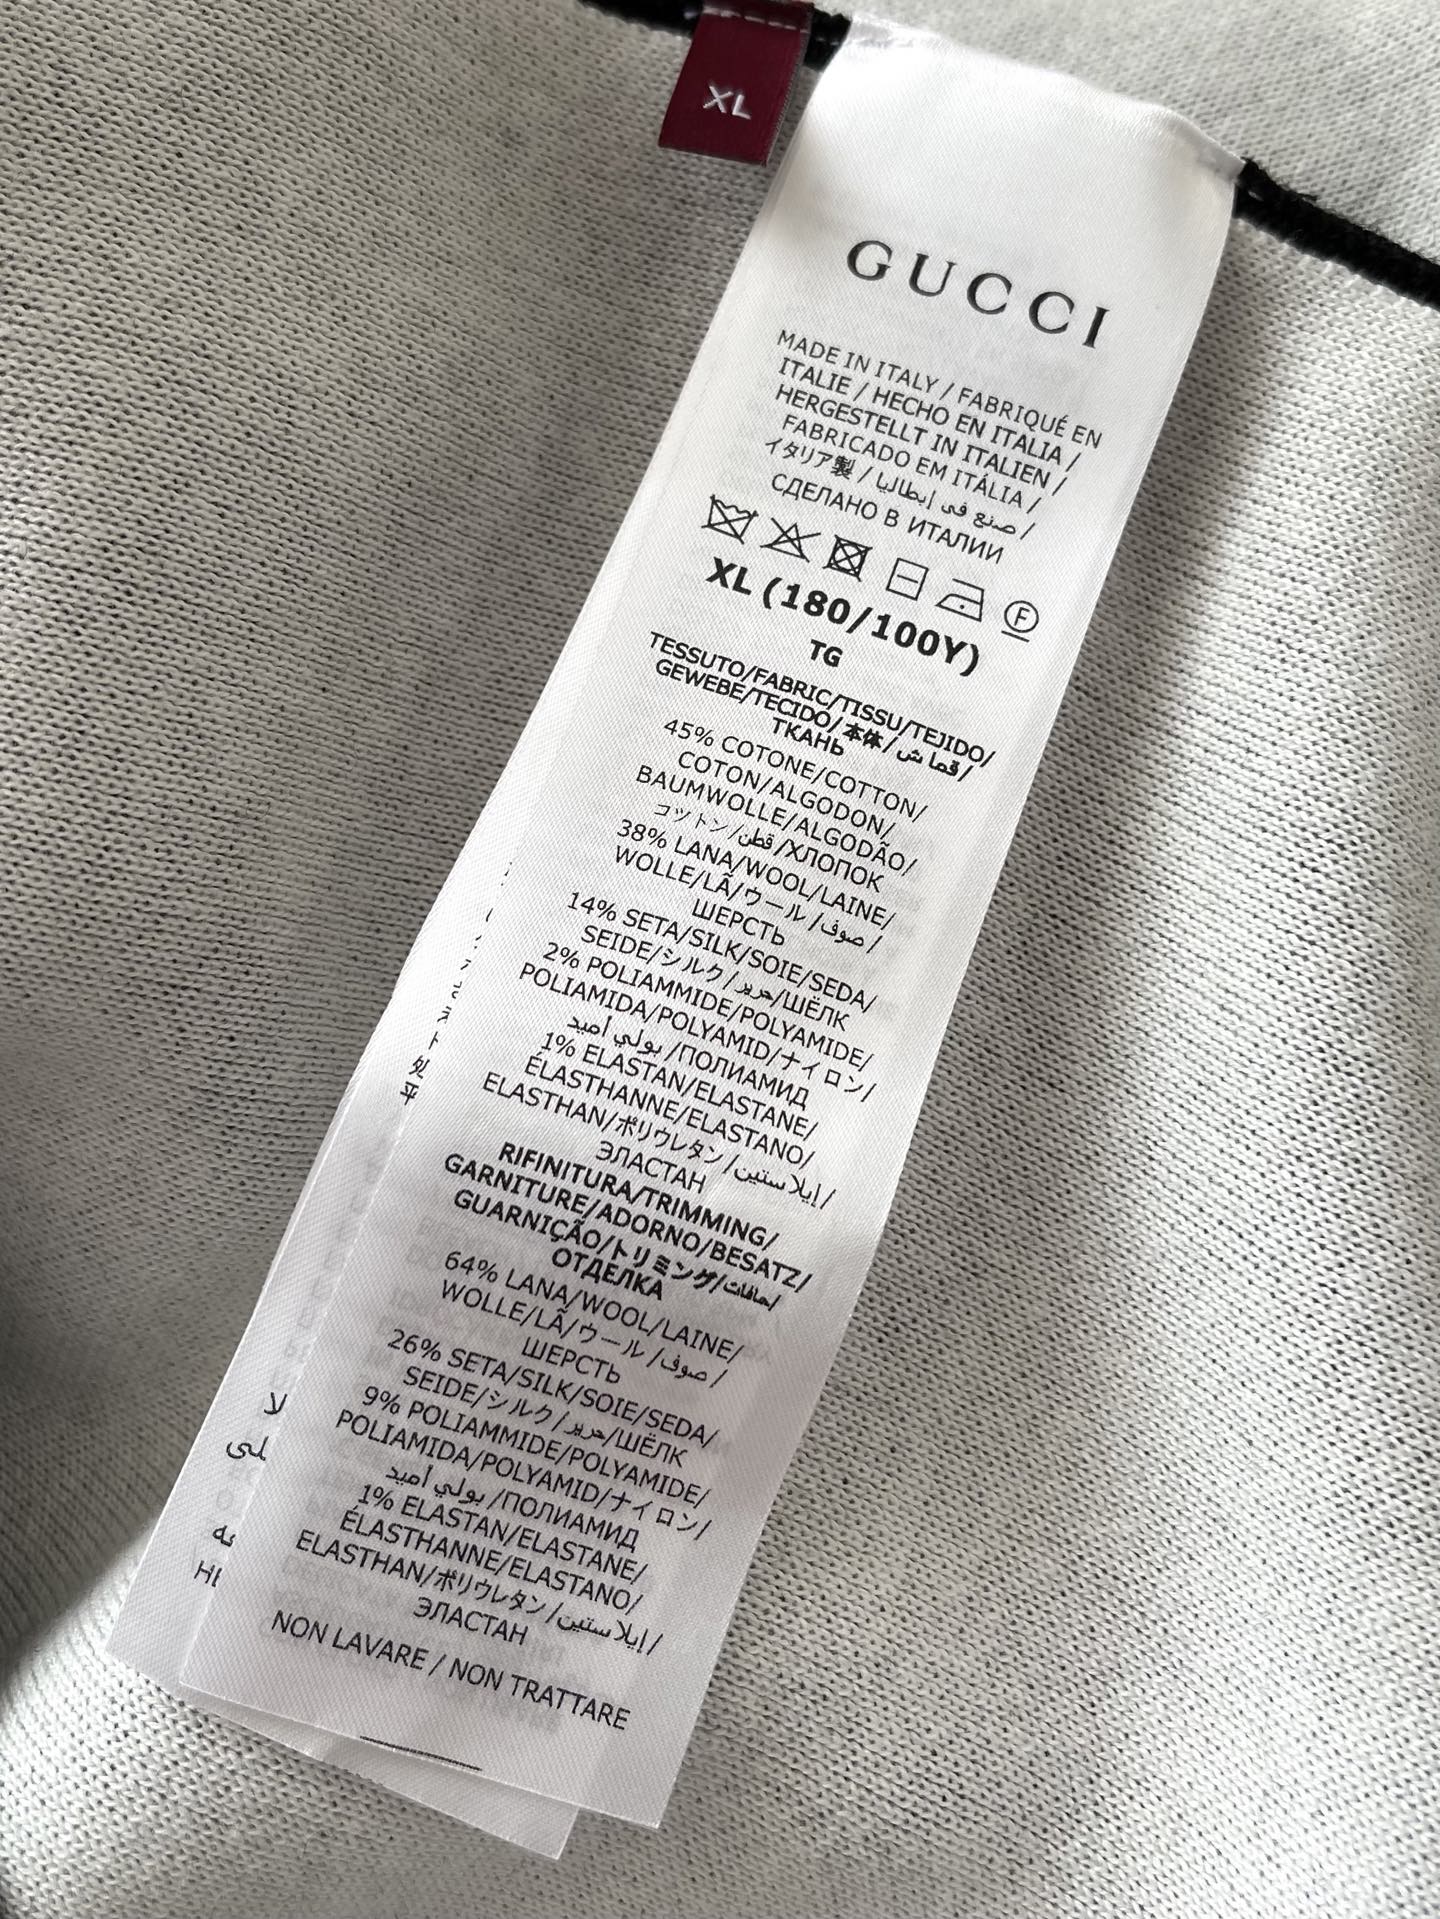 XL
GUCCI
MADE IN ITALY / FABRIQUÉ EN
ITALIE / HECHO EN ITALIA /
HERGESTELLT IN ITALIEN /
FABRICADO EM ITÁLIA /
イタリア製 / صنع في إيطاليا /
СДЕЛАНО В ИТАЛИИ
F
XL (180/100Y)
TG
TESSUTO/FABRIC/TISSU/TEJIDO/
GEWEBE/TECIDO/本体/قماش/
ТКАНЬ
45% COTONE/COTTON/
COTON/ALGODON/
BAUMWOLLE/ALGODÃO/
コットン/قطن/ХЛОПОК
38% LANA/WOOL/LAINE/
WOLLE/LÃ/ウール/صوف/
ШЕРСТЬ
14% SETA/SILK/SOIE/SEDA/
SEIDE/シルク/حرير/ШЁЛК
2% POLIAMMIDE/POLYAMIDE/
POLIAMIDA/POLYAMID/ナイロン/
بولي أميد/ПОЛИАМИД
1% ELASTAN/ELASTANE/
ÉLASTHANNE/ELASTANO/
ELASTHAN/ポリウレタン/إيلاستين/
ЭЛАСТАН
RIFINITURA/TRIMMING/
GARNITURE/ADORNO/BESATZ/
GUARNIÇÃO/トリミング/حافات/
ОТДЕЛКА
64% LANA/WOOL/LAINE/
WOLLE/LÃ/ウール/صوف/
ШЕРСТЬ
26% SETA/SILK/SOIE/SEDA/
SEIDE/シルク/حرير/ШЁЛК
9% POLIAMMIDE/POLYAMIDE/
POLIAMIDA/POLYAMID/ナイロン/
بولي أميد/ПОЛИАМИД
1% ELASTAN/ELASTANE/
ÉLASTHANNE/ELASTANO/
ELASTHAN/ポリウレタン/إيلاستين/
ЭЛАСТАН
NON LAVARE / NON TRATTARE